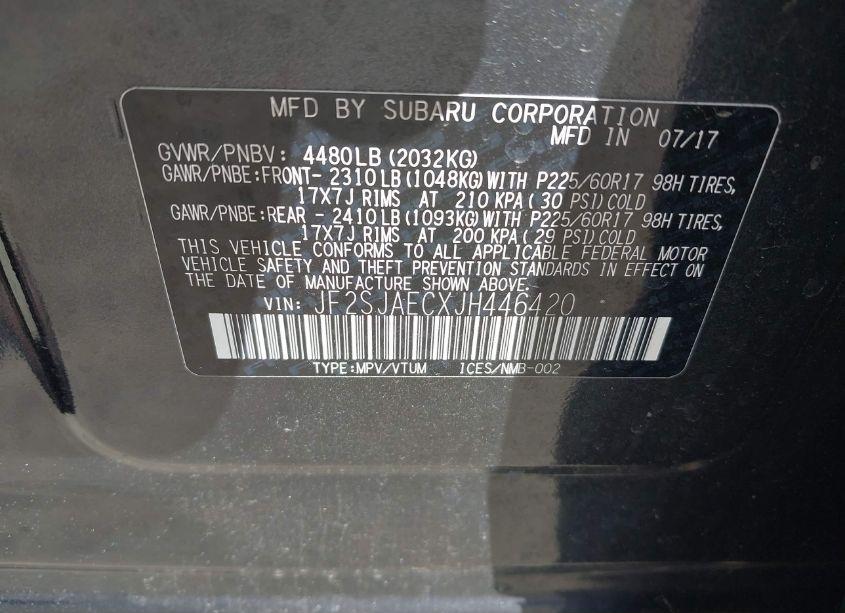 MFD BY SUBARU CORPORATION
MFD IN 07/17
GVWR/PNBV: 4480LB(2032KG)
GAWR/PNBE:FRONT- 2310LB(1048KG)WITH P225/60R17 98H TIRES,
17X7J RIMS AT 210 KPA( 30 PSI)COLD
GAWR/PNBE:REAR - 2410LB(1093KG)WITH P225/60R17 98H TIRES,
17X7J RIMS AT 200 KPA( 29 PSI)COLD
THIS VEHICLE CONFORMS TO ALL APPLICABLE FEDERAL MOTOR
VEHICLE SAFETY AND THEFT PREVENTION STANDARDS IN EFFECT ON
THE DATE OF MANUFACTURE SHOWN ABOVE.
VIN: JF2SJAECXJH446420
TYPE:MPV/VTUM ICES/NMB-002